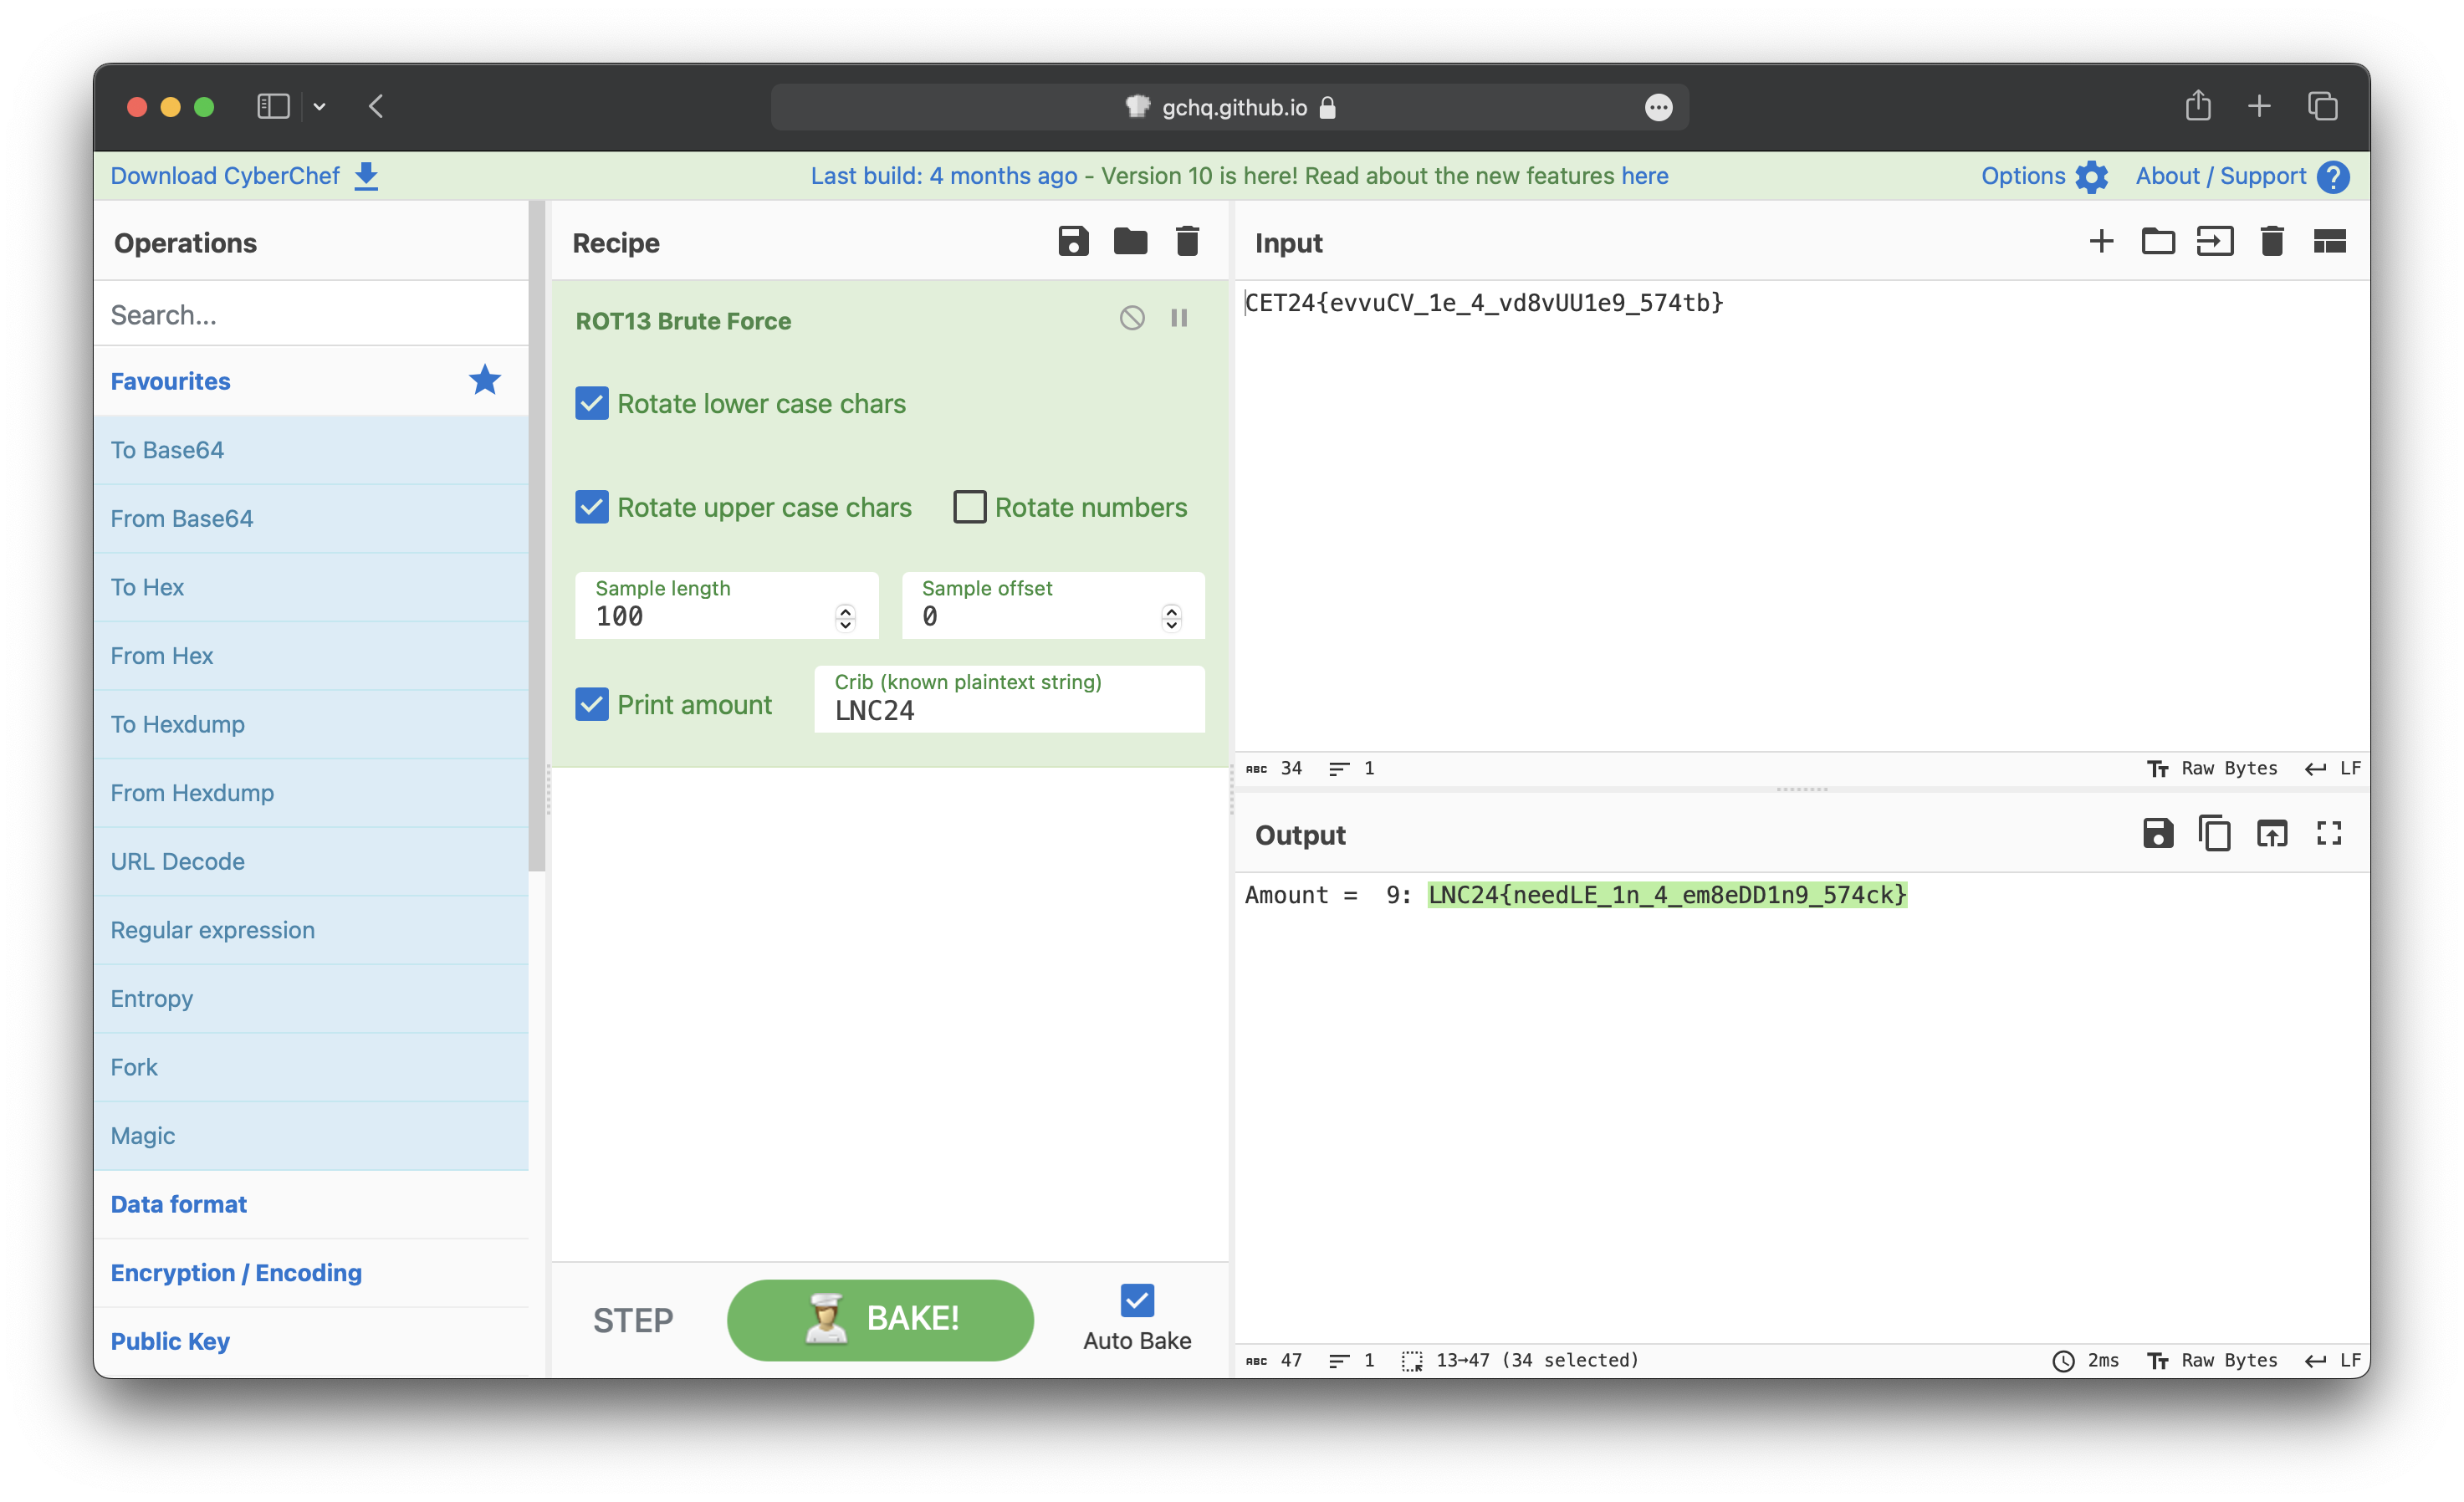 gchq.github.io
Download CyberChef
Last build: 4 months ago - Version 10 is here! Read about the new features here
Options
About / Support
Operations
Search...
Favourites
To Base64
From Base64
To Hex
From Hex
To Hexdump
From Hexdump
URL Decode
Regular expression
Entropy
Fork
Magic
Data format
Encryption / Encoding
Public Key
Recipe
ROT13 Brute Force
Rotate lower case chars
Rotate upper case chars
Rotate numbers
Sample length
100
Sample offset
0
Print amount
Crib (known plaintext string)
LNC24
STEP
BAKE!
Auto Bake
Input
CET24{evvuCV_1e_4_vd8vUU1e9_574tb}
ABC 34 1 Tт Raw Bytes LF
Output
Amount =  9: LNC24{needLE_1n_4_em8eDD1n9_574ck}
ABC 47 1 13→47 (34 selected) 2ms Tт Raw Bytes LF